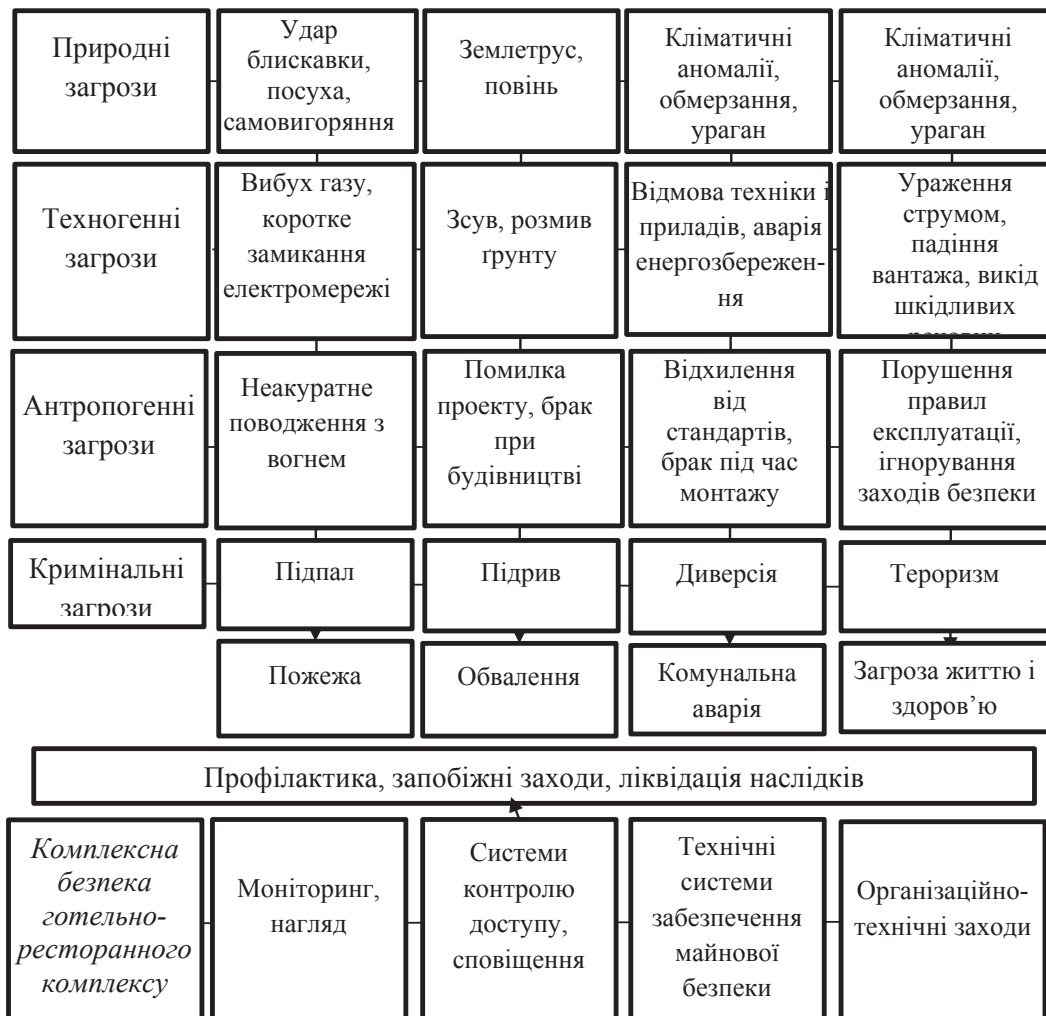 Природні
загрози
Удар
блискавки,
посуха,
самовигоряння
Землетрус,
повінь
Кліматичні
аномалії,
обмерзання,
ураган
Кліматичні
аномалії,
обмерзання,
ураган
Техногенні
загрози
Вибух газу,
коротке
замикання
електромережі
Зсув, розмив
ґрунту
Відмова техніки і
приладів, аварія
енергозбережен-
ня
Ураження
струмом,
падіння
вантажа, викид
шкідливих
Антропогенні
загрози
Неакуратне
поводження з
вогнем
Помилка
проекту, брак
при
будівництві
Відхилення
від
стандартів,
брак під час
монтажу
Порушення
правил
експлуатації,
ігнорування
заходів безпеки
Кримінальні
загрози
Підпал
Підрив
Диверсія
Тероризм
Пожежа
Обвалення
Комунальна
аварія
Загроза життю і
здоров’ю
Профілактика, запобіжні заходи, ліквідація наслідків
Комплексна
безпека
готельно-
ресторанного
комплексу
Моніторинг,
нагляд
Системи
контролю
доступу,
сповіщення
Технічні
системи
забезпечення
майнової
безпеки
Організаційно-
технічні заходи